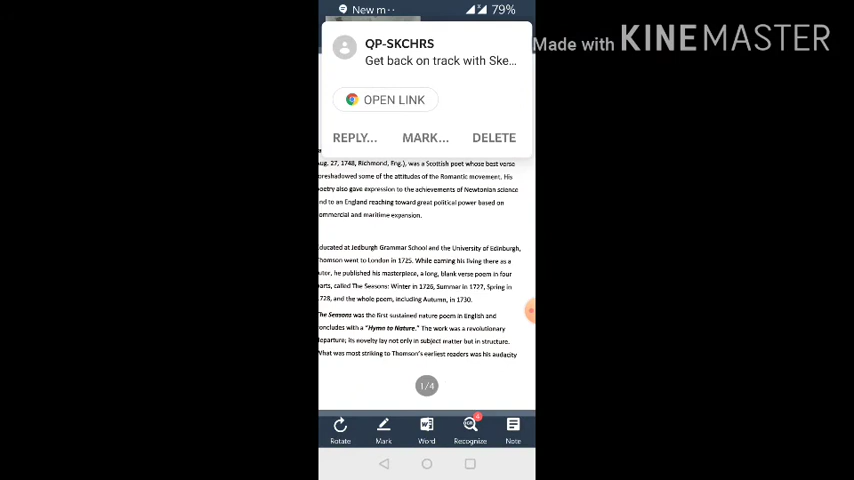 New m··
79%
Made with KINEMASTER
QP-SKCHRS
Get back on track with Ske...
OPEN LINK
REPLY... MARK... DELETE
ug. 27, 1748, Richmond, Eng.), was a Scottish poet whose best verse
oreshadowed some of the attitudes of the Romantic movement. His
oetry also gave expression to the achievements of Newtonian science
nd to an England reaching toward great political power based on
ommercial and maritime expansion.
ducated at Jedburgh Grammar School and the University of Edinburgh,
homson went to London in 1725. While earning his living there as a
utor, he published his masterpiece, a long, blank verse poem in four
arts, called The Seasons: Winter in 1726, Summer in 1727, Spring in
728, and the whole poem, including Autumn, in 1730.
The Seasons was the first sustained nature poem in English and
oncludes with a "Hymn to Nature." The work was a revolutionary
eparture; its novelty lay not only in subject matter but in structure.
What was most striking to Thomson's earliest readers was his audacity
1/4
Rotate Mark Word Recognize Note